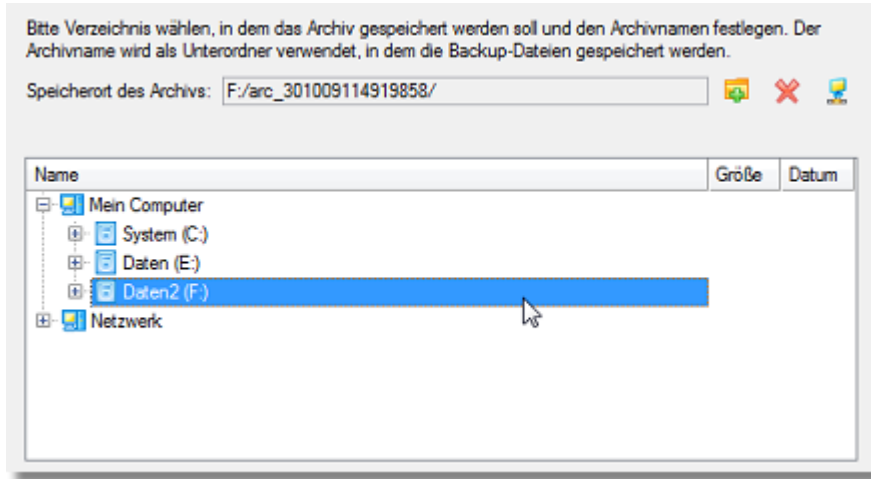 Bitte Verzeichnis wählen, in dem das Archiv gespeichert werden soll und den Archivnamen festlegen. Der
Archivname wird als Unterordner verwendet, in dem die Backup-Dateien gespeichert werden.
Speicherort des Archivs: F:/arc_301009114919858/
Name Größe Datum
Mein Computer
System (C:)
Daten (E:)
Daten2 (F:)
Netzwerk